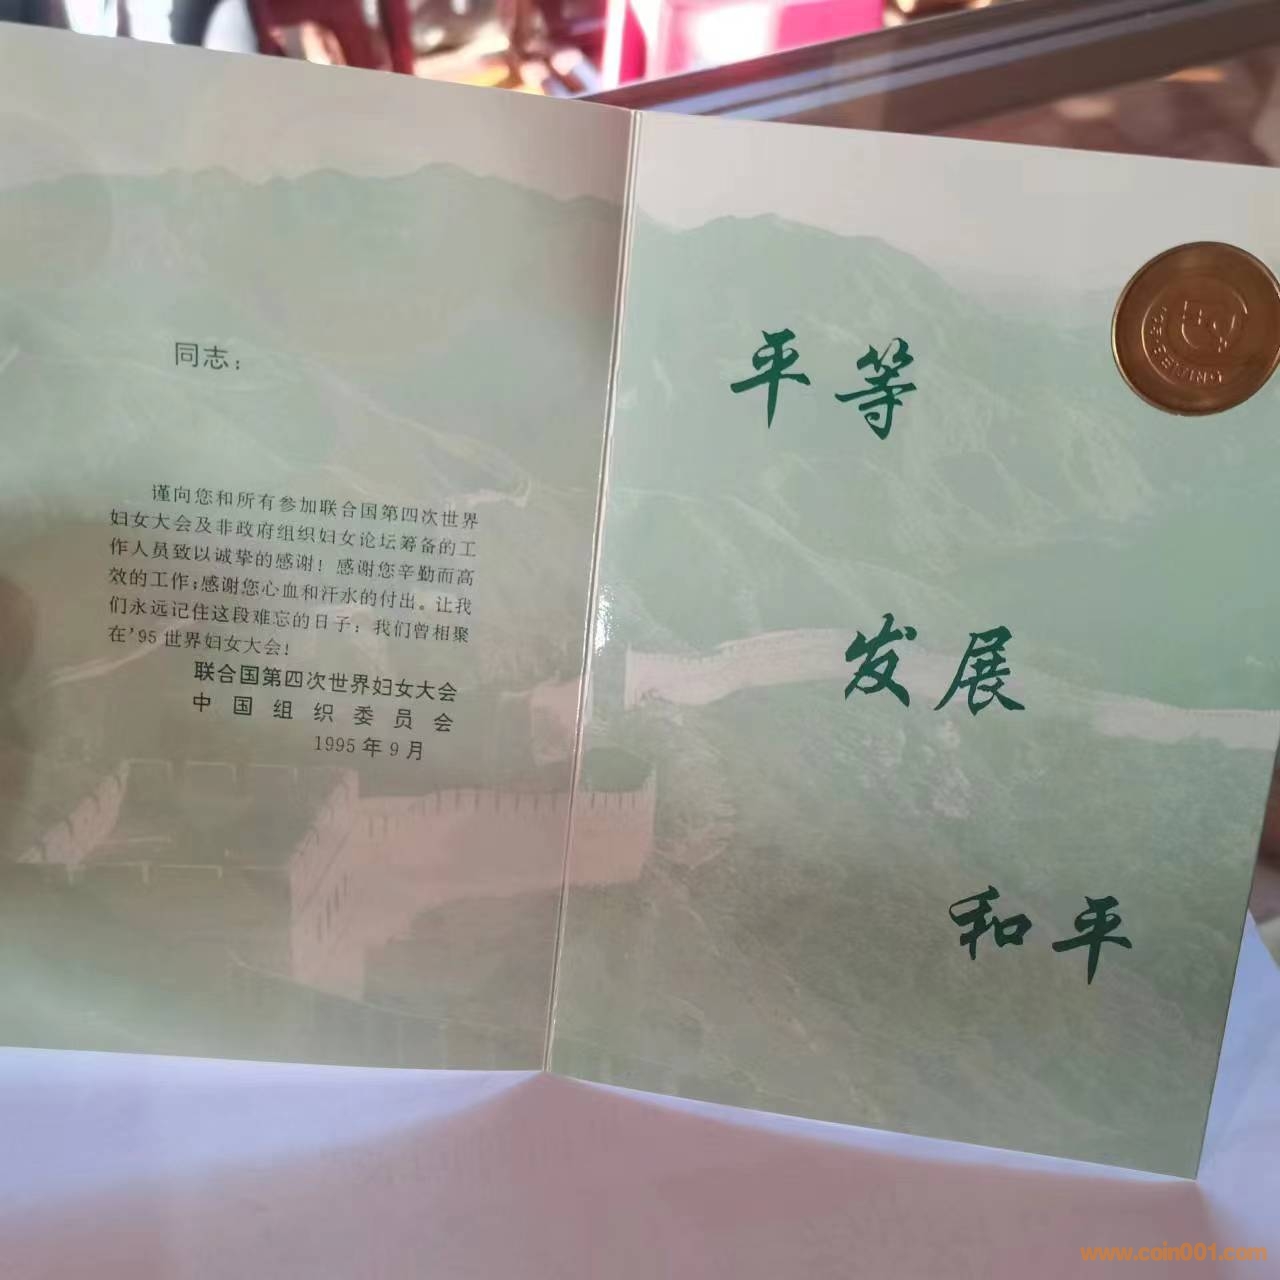 同志：
谨向您和所有参加联合国第四次世界
妇女大会及非政府组织妇女论坛筹备的工
作人员致以诚挚的感谢！感谢您辛勤而高
效的工作；感谢您心血和汗水的付出。让我
们永远记住这段难忘的日子：我们曾相聚
在’95世界妇女大会！
联合国第四次世界妇女大会
中国组织委员会
1995年9月
平等
发展
和平
BEIJING
www.coin001.com